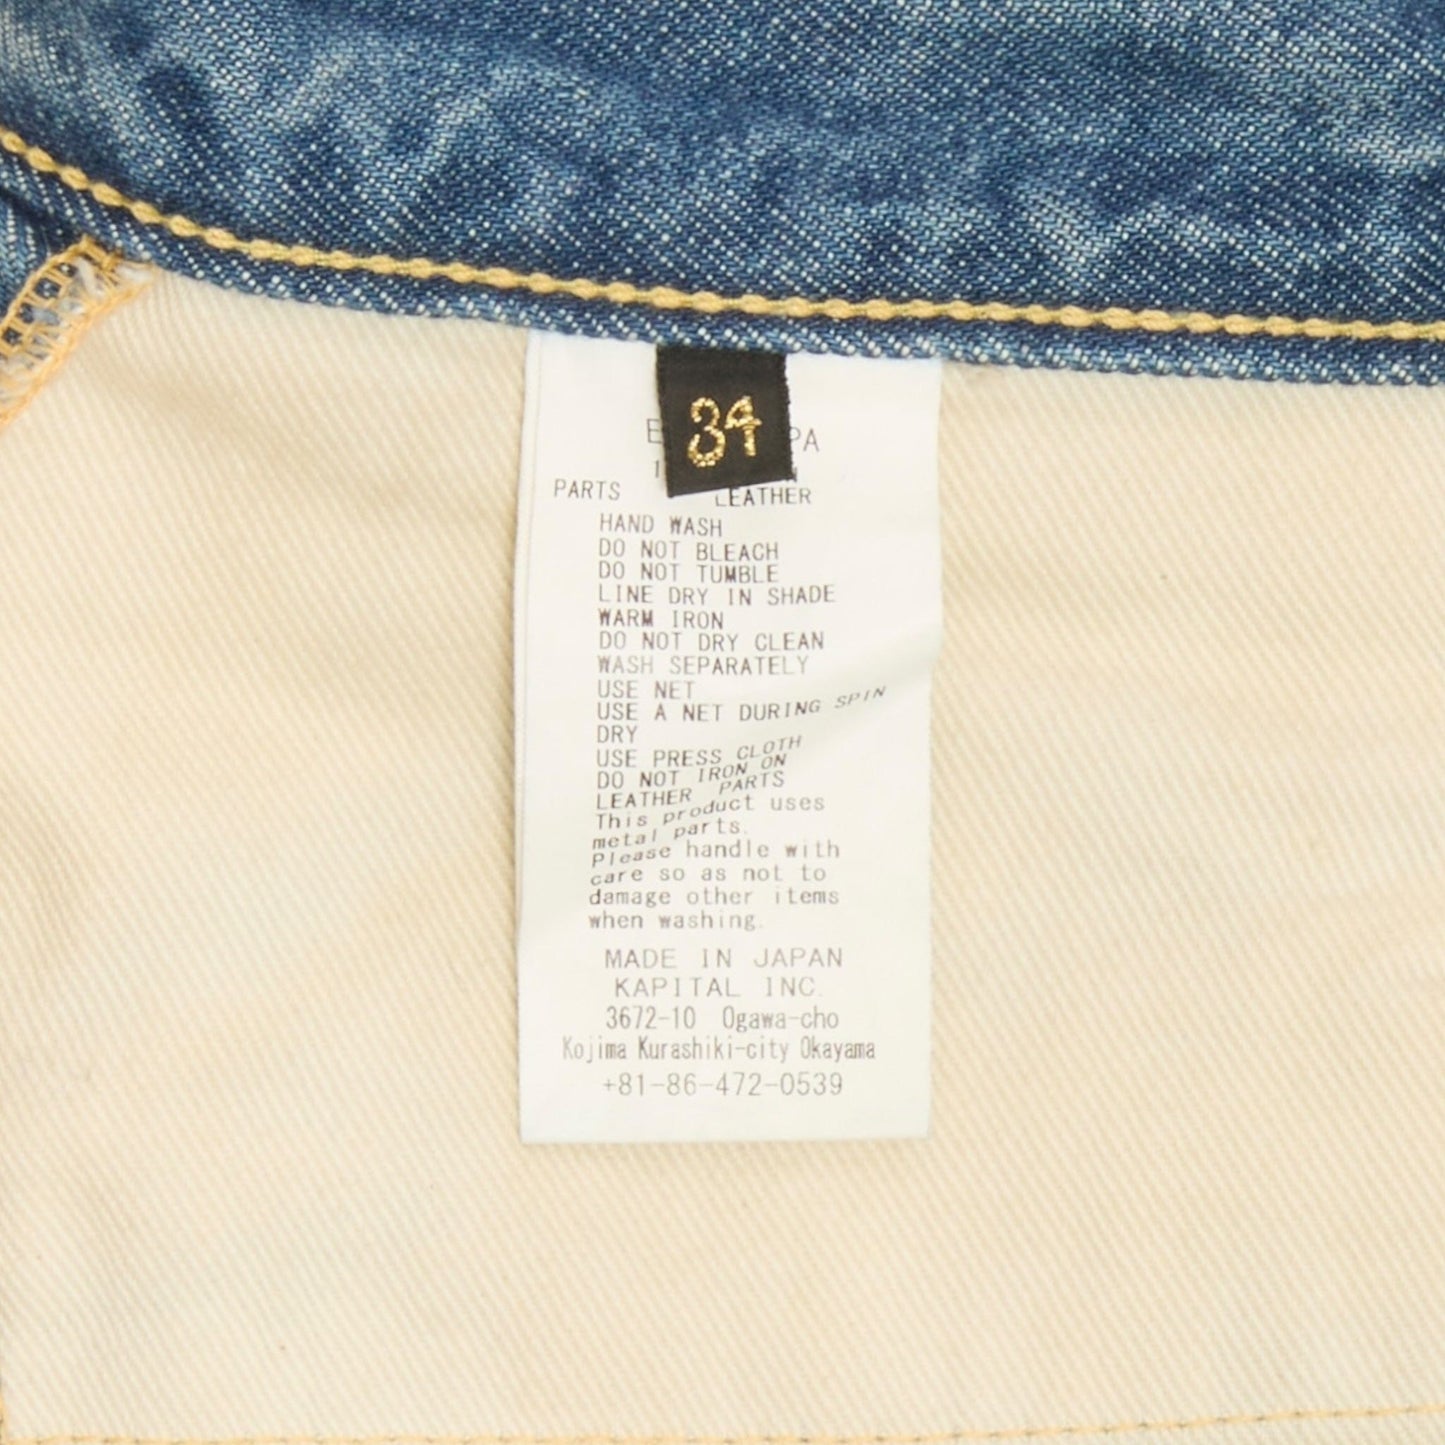 34
PARTS LEATHER
HAND WASH
DO NOT BLEACH
DO NOT TUMBLE
LINE DRY IN SHADE
WARM IRON
DO NOT DRY CLEAN
WASH SEPARATELY
USE NET
USE A NET DURING SPIN
DRY
USE PRESS CLOTH
DO NOT IRON ON
LEATHER PARTS
This product uses
metal parts.
Please handle with
care so as not to
damage other items
when washing.
MADE IN JAPAN
KAPITAL INC.
3672-10 Ogawa-cho
Kojima Kurashiki-city Okayama
+81-86-472-0539